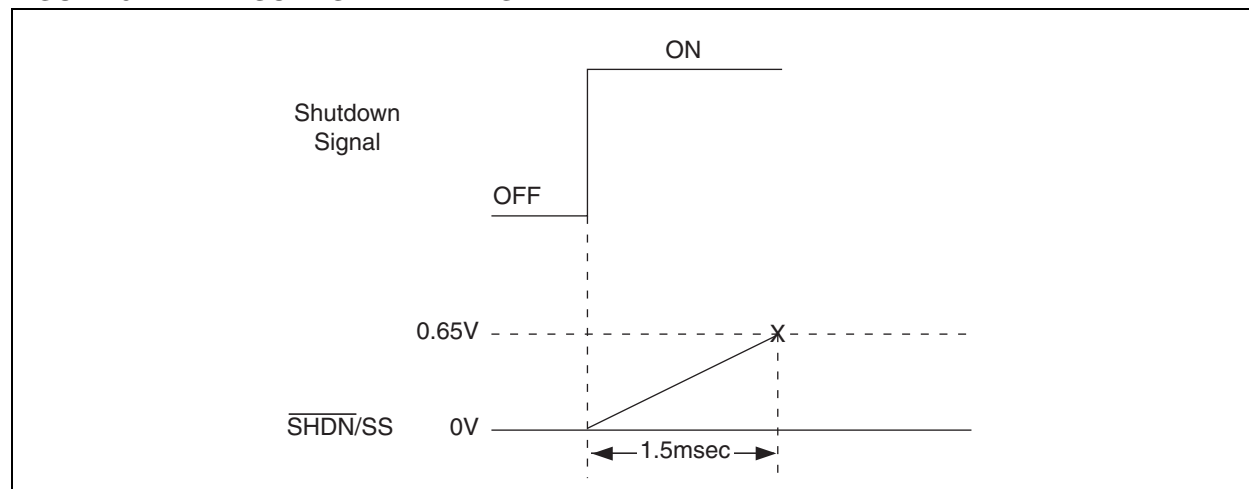 ON
Shutdown
Signal
OFF
0.65V
X
SHDN/SS 0V
1.5msec